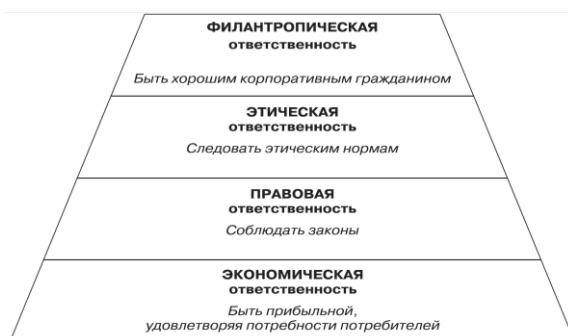 ФИЛАНТРОПИЧЕСКАЯ
ответственность
Быть хорошим корпоративным гражданином
ЭТИЧЕСКАЯ
ответственность
Следовать этическим нормам
ПРАВОВАЯ
ответственность
Соблюдать законы
ЭКОНОМИЧЕСКАЯ
ответственность
Быть прибыльной,
удовлетворяя потребности потребителей